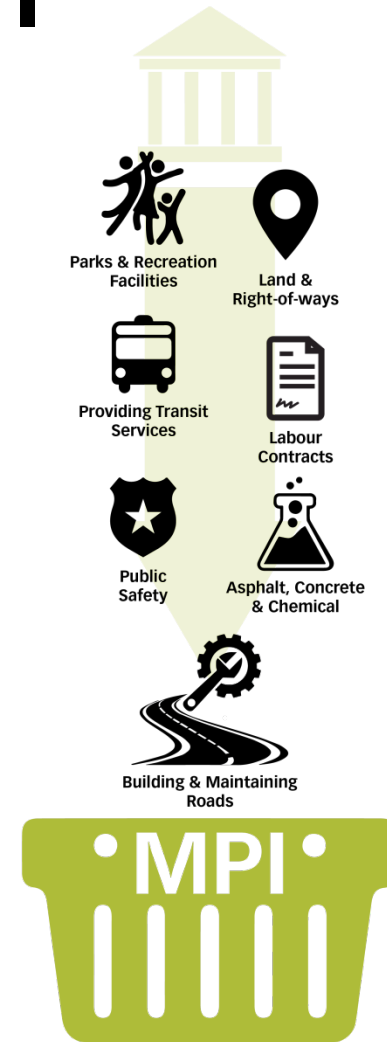 Parks & Recreation
Facilities
Land &
Right-of-ways
Providing Transit
Services
Labour
Contracts
Public
Safety
Asphalt, Concrete
& Chemical
Building & Maintaining
Roads
MPI